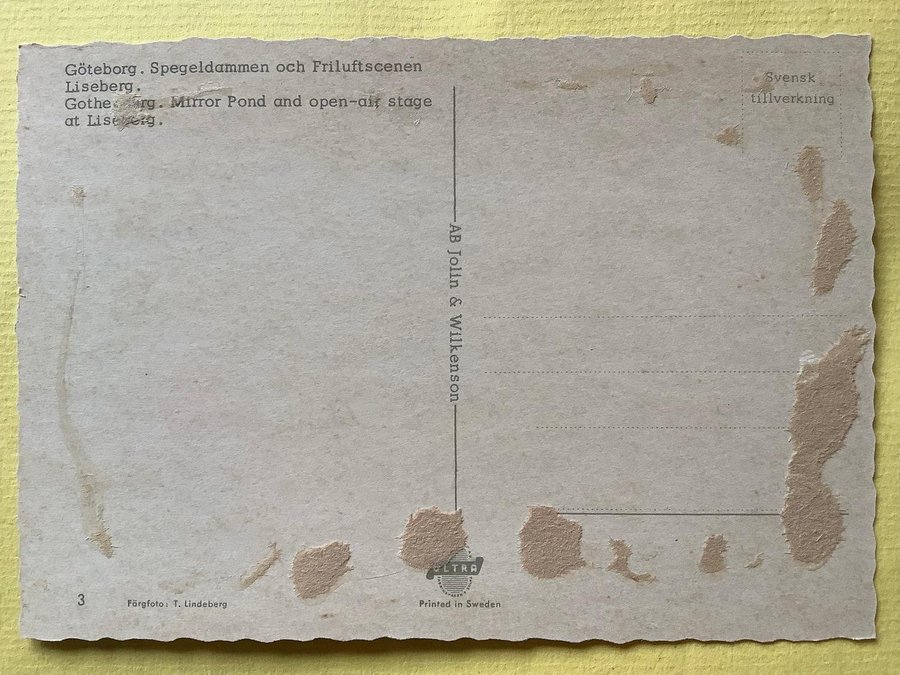 Göteborg. Spegeldammen och Friluftscenen
Liseberg.
Mirror Pond and open-air stage
at
Svensk
tillverkning
AB Jolin & Wilkenson
ULTRA
3
Färgfoto: T. Lindeberg
Printed in Sweden